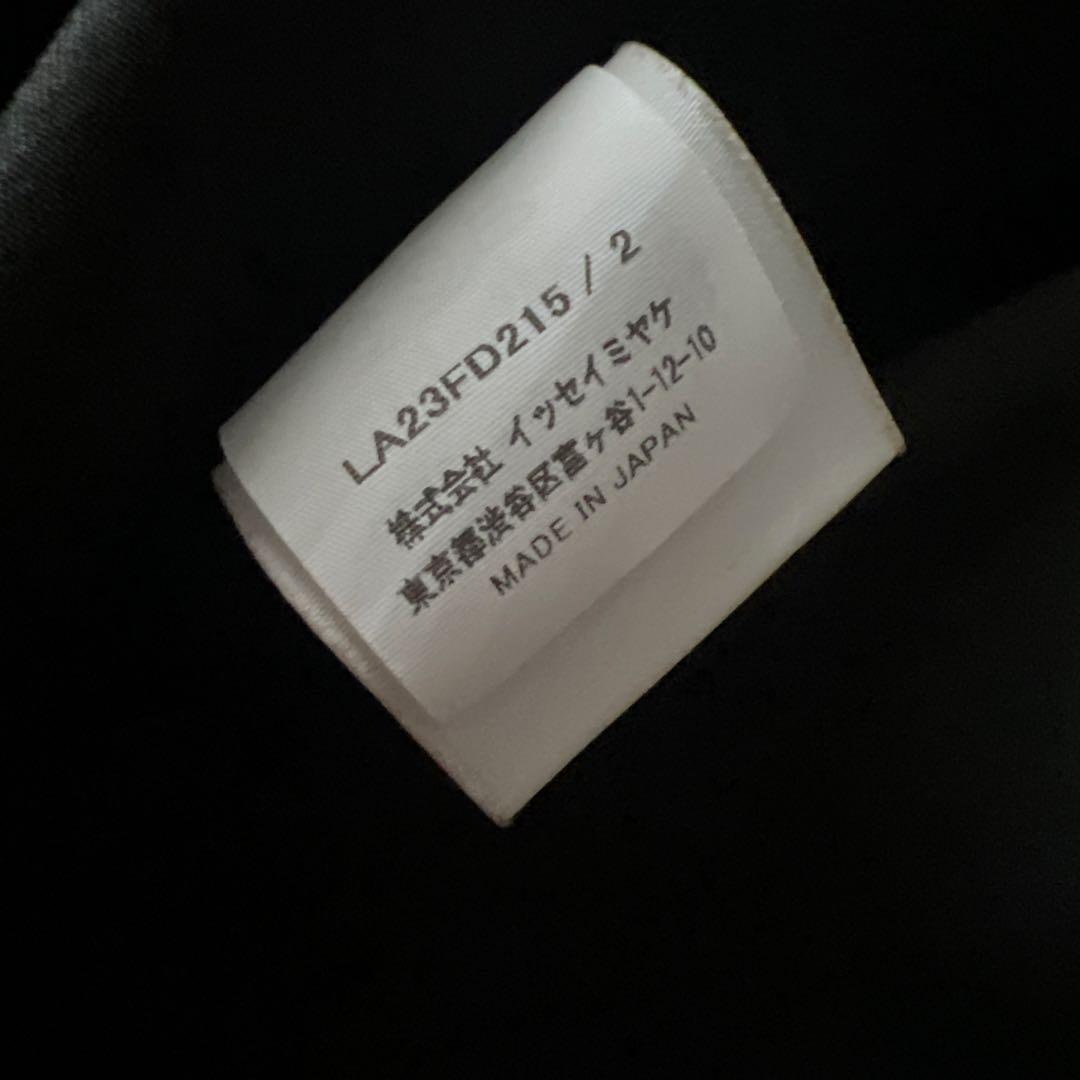 LA23FD215 / 2
株式会社 イッセイミヤケ
東京都渋谷区富ヶ谷1-12-10
MADE IN JAPAN